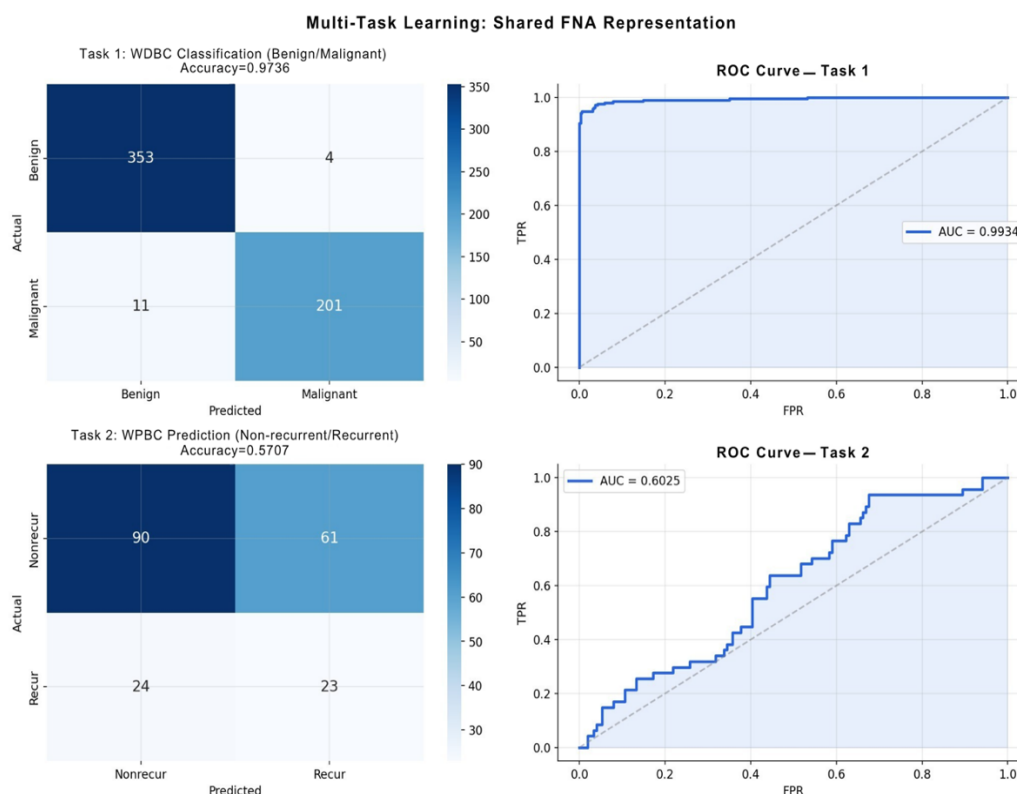 Multi-Task Learning: Shared FNA Representation
Task 1: WDBC Classification (Benign/Malignant)
Accuracy=0.9736
Actual
Benign
Malignant
353
4
11
201
Benign
Malignant
Predicted
350
300
250
200
150
100
50
ROC Curve — Task 1
TPR
1.0
0.8
0.6
0.4
0.2
0.0
AUC = 0.9934
0.0
0.2
0.4
0.6
0.8
1.0
FPR
Task 2: WPBC Prediction (Non-recurrent/Recurrent)
Accuracy=0.5707
Actual
Nonrecur
Recur
90
61
24
23
Nonrecur
Recur
Predicted
90
80
70
60
50
40
30
ROC Curve — Task 2
TPR
1.0
0.8
0.6
0.4
0.2
0.0
AUC = 0.6025
0.0
0.2
0.4
0.6
0.8
1.0
FPR